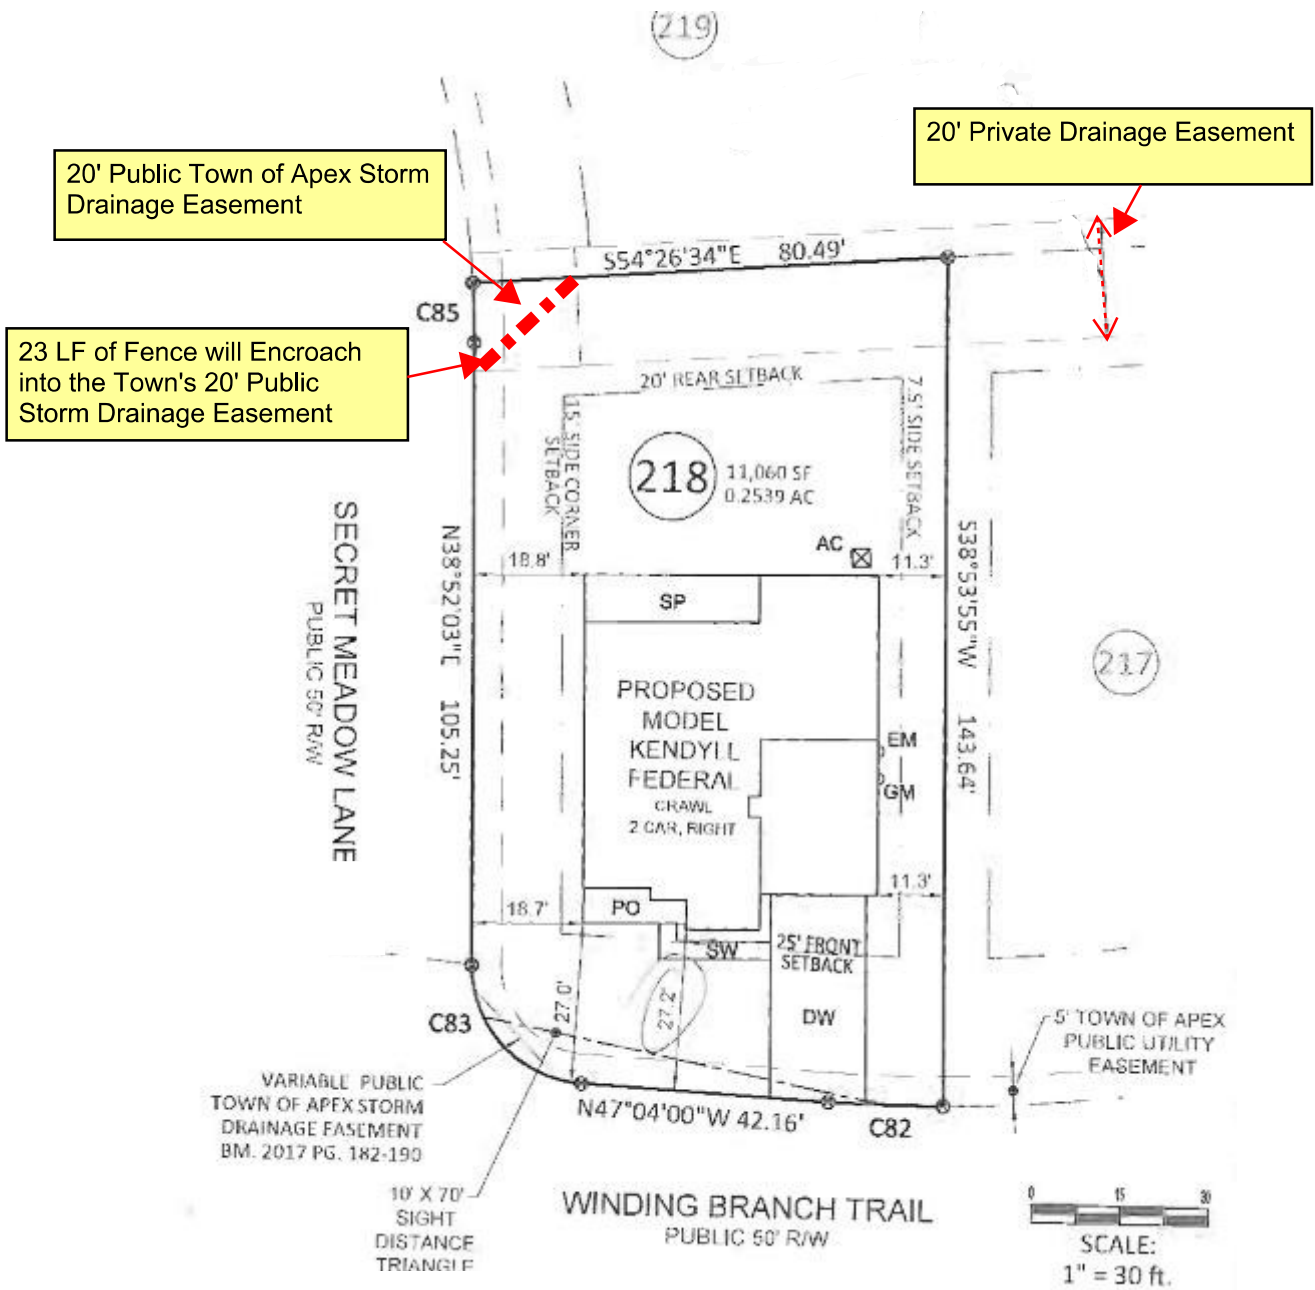 219
20' Private Drainage Easement
20' Public Town of Apex Storm
Drainage Easement
S54°26'34"E 80.49'
C85
23 LF of Fence will Encroach
into the Town's 20' Public
Storm Drainage Easement
20' REAR SETBACK
15' SIDE CORNER
SETBACK
7.5' SIDE SETBACK
218
11,060 SF
0.2539 AC
SECRET MEADOW LANE
PUBLIC 50' R/W
N38°52'03"E 105.25'
AC
18.8'
11.3'
S38°53'55"W 143.64'
SP
217
PROPOSED
MODEL
KENDYLL
FEDERAL
CRAWL
2 CAR, RIGHT
EM
GM
11.3'
18.7'
PO
SW
25' FRONT
SETBACK
27.0'
27.2'
DW
C83
5' TOWN OF APEX
PUBLIC UTILITY
EASEMENT
VARIABLE PUBLIC
TOWN OF APEX STORM
DRAINAGE EASEMENT
BM. 2017 PG. 182-190
N47°04'00"W 42.16'
C82
10' X 70'
SIGHT
DISTANCE
TRIANGLE
WINDING BRANCH TRAIL
PUBLIC 50' R/W
0 15 30
SCALE:
1" = 30 ft.